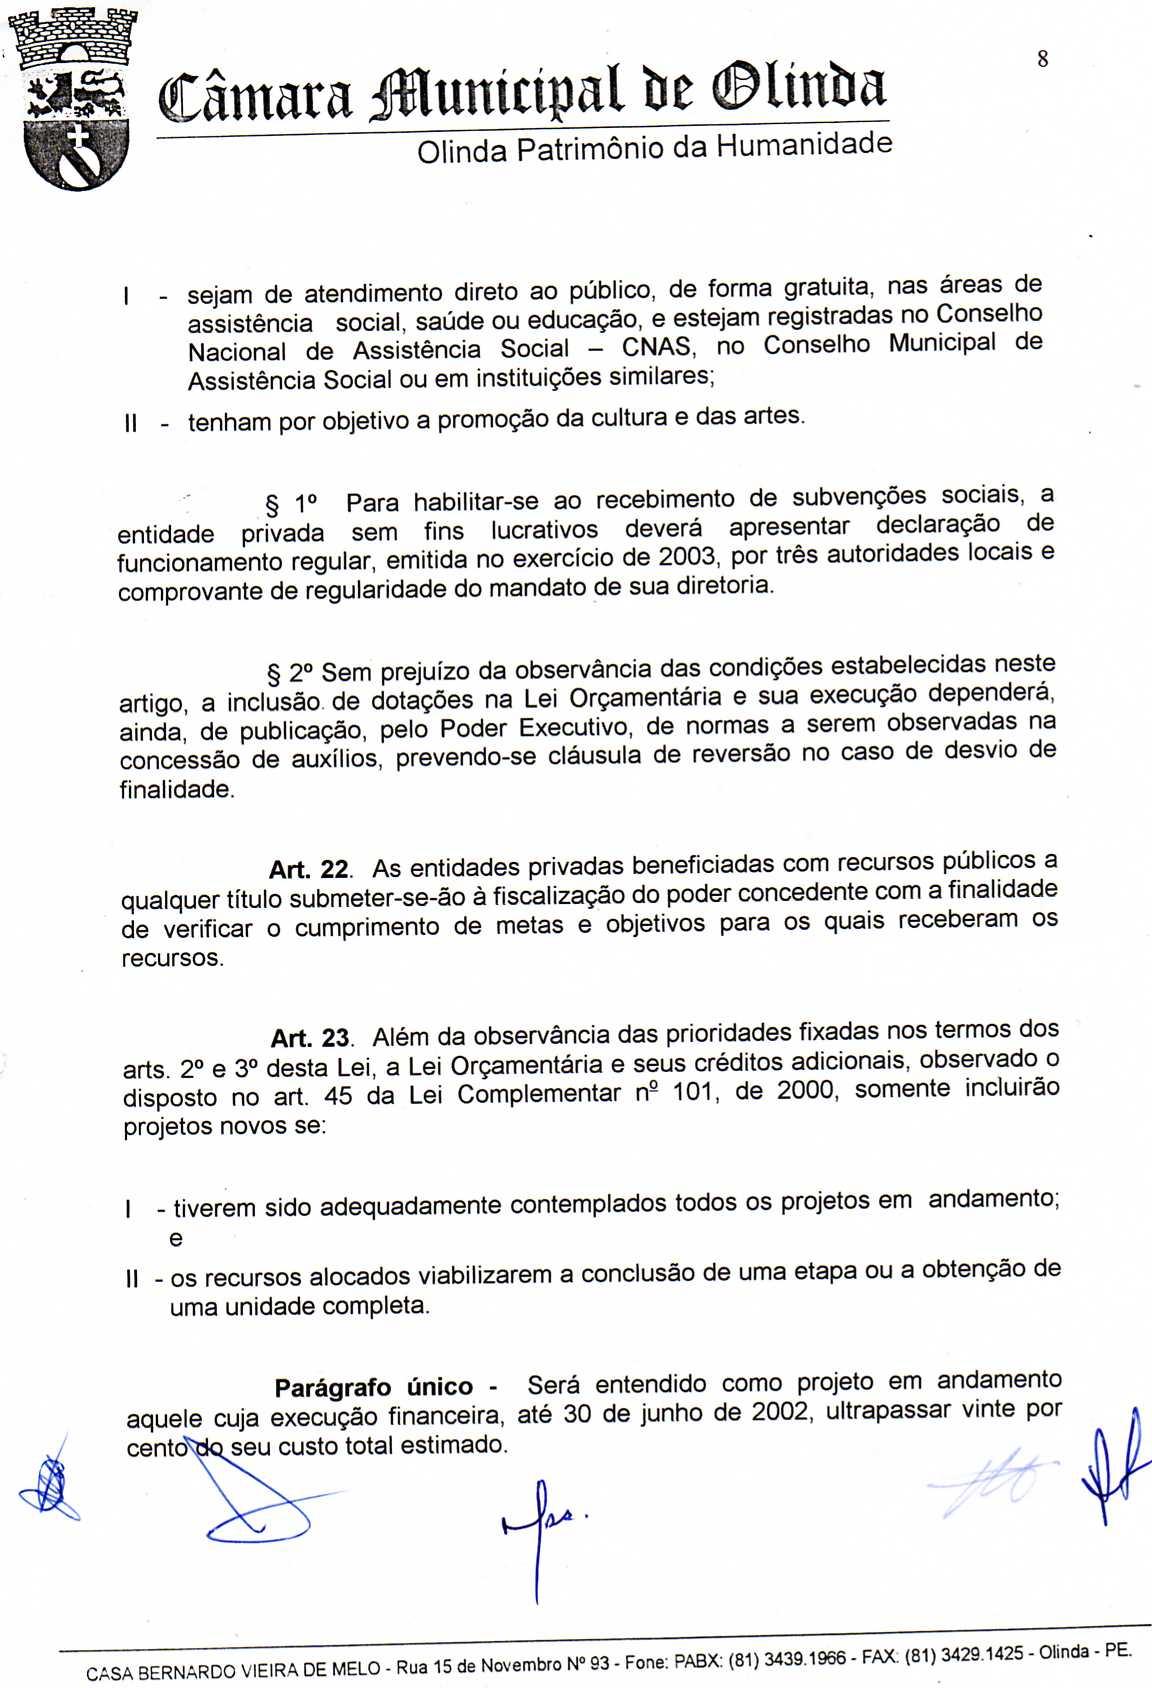 8
Câmara Municipal de Olinda
Olinda Patrimônio da Humanidade
I - sejam de atendimento direto ao público, de forma gratuita, nas áreas de
assistência social, saúde ou educação, e estejam registradas no Conselho
Nacional de Assistência Social – CNAS, no Conselho Municipal de
Assistência Social ou em instituições similares;
II - tenham por objetivo a promoção da cultura e das artes.
§ 1º Para habilitar-se ao recebimento de subvenções sociais, a
entidade privada sem fins lucrativos deverá apresentar declaração de
funcionamento regular, emitida no exercício de 2003, por três autoridades locais e
comprovante de regularidade do mandato de sua diretoria.
§ 2º Sem prejuízo da observância das condições estabelecidas neste
artigo, a inclusão de dotações na Lei Orçamentária e sua execução dependerá,
ainda, de publicação, pelo Poder Executivo, de normas a serem observadas na
concessão de auxílios, prevendo-se cláusula de reversão no caso de desvio de
finalidade.
Art. 22. As entidades privadas beneficiadas com recursos públicos a
qualquer título submeter-se-ão à fiscalização do poder concedente com a finalidade
de verificar o cumprimento de metas e objetivos para os quais receberam os
recursos.
Art. 23. Além da observância das prioridades fixadas nos termos dos
arts. 2º e 3º desta Lei, a Lei Orçamentária e seus créditos adicionais, observado o
disposto no art. 45 da Lei Complementar nº 101, de 2000, somente incluirão
projetos novos se:
I - tiverem sido adequadamente contemplados todos os projetos em andamento;
e
II - os recursos alocados viabilizarem a conclusão de uma etapa ou a obtenção de
uma unidade completa.
Parágrafo único - Será entendido como projeto em andamento
aquele cuja execução financeira, até 30 de junho de 2002, ultrapassar vinte por
cento do seu custo total estimado.
CASA BERNARDO VIEIRA DE MELO - Rua 15 de Novembro Nº 93 - Fone: PABX: (81) 3439.1966 - FAX: (81) 3429.1425 - Olinda - PE.